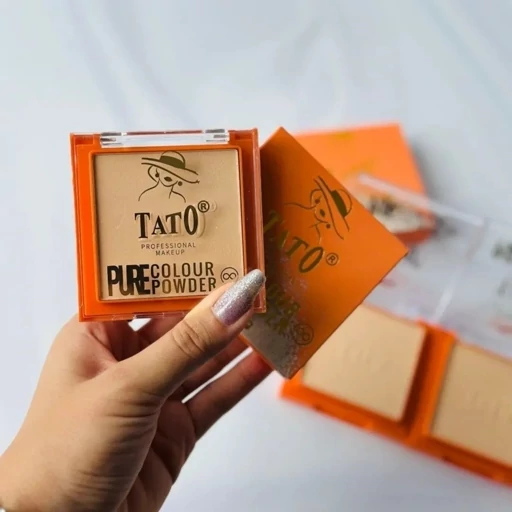 TATO®
PROFESSIONAL
MAKEUP
PURE COLOUR
POWDER
TATO®